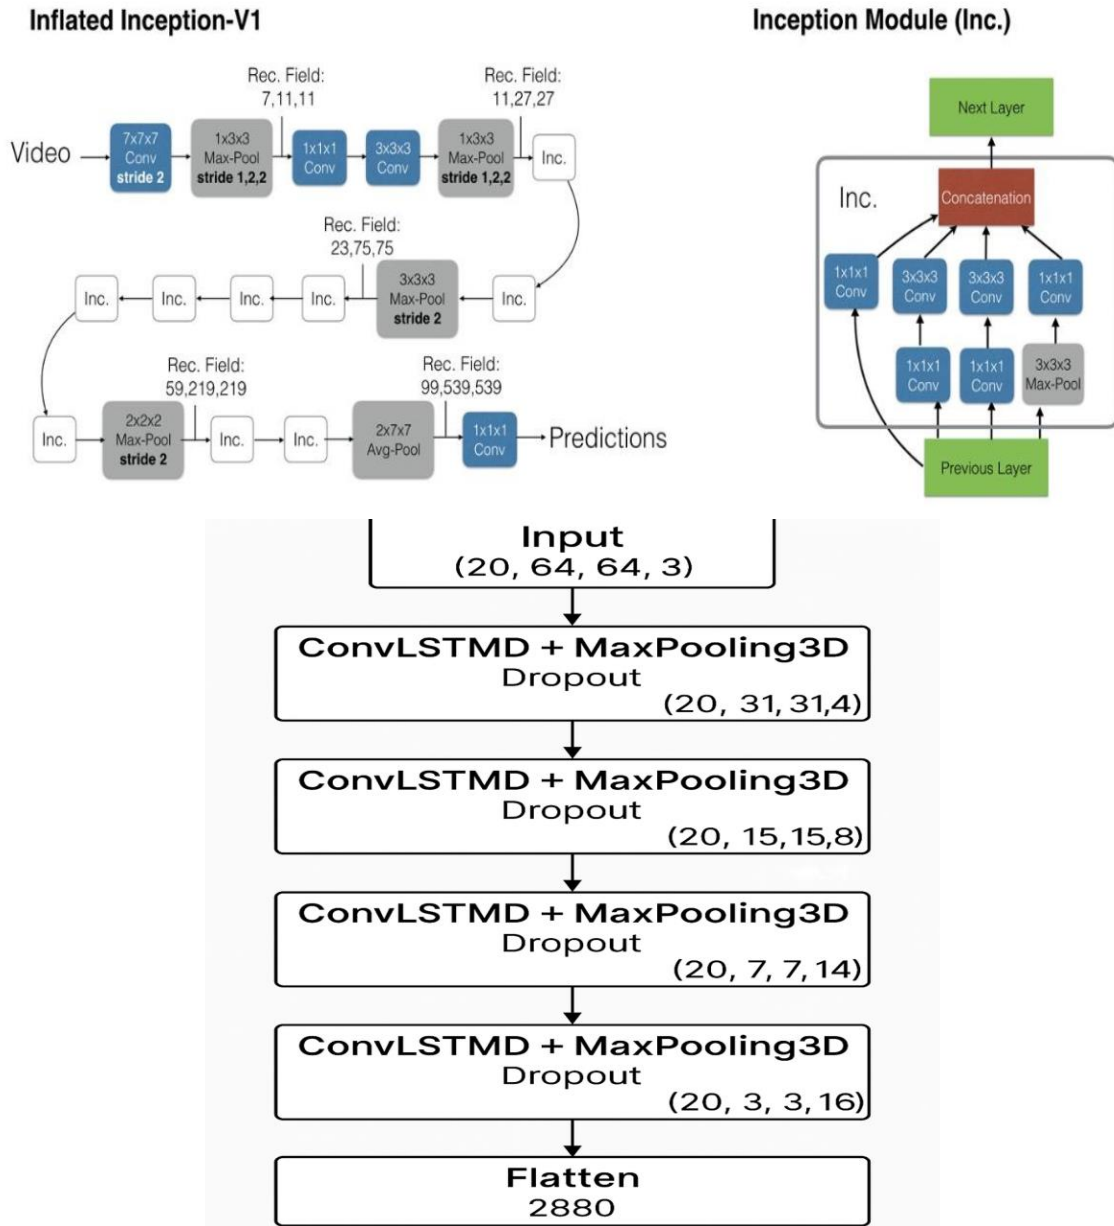 Inflated Inception-V1
Inception Module (Inc.)
Rec. Field:
7,11,11
Rec. Field:
11,27,27
Video
7x7x7
Conv
stride 2
1x3x3
Max-Pool
stride 1,2,2
1x1x1
Conv
3x3x3
Conv
1x3x3
Max-Pool
stride 1,2,2
Inc.
Rec. Field:
23,75,75
Inc.
Inc.
Inc.
Inc.
3x3x3
Max-Pool
stride 2
Inc.
Rec. Field:
59,219,219
Rec. Field:
99,539,539
Inc.
2x2x2
Max-Pool
stride 2
Inc.
Inc.
2x7x7
Avg-Pool
1x1x1
Conv
Predictions
Next Layer
Inc.
Concatenation
1x1x1
Conv
3x3x3
Conv
3x3x3
Conv
1x1x1
Conv
1x1x1
Conv
1x1x1
Conv
3x3x3
Max-Pool
Previous Layer
Input
(20, 64, 64, 3)
ConvLSTMD + MaxPooling3D
Dropout
(20, 31, 31,4)
ConvLSTMD + MaxPooling3D
Dropout
(20, 15, 15,8)
ConvLSTMD + MaxPooling3D
Dropout
(20, 7, 7, 14)
ConvLSTMD + MaxPooling3D
Dropout
(20, 3, 3, 16)
Flatten
2880